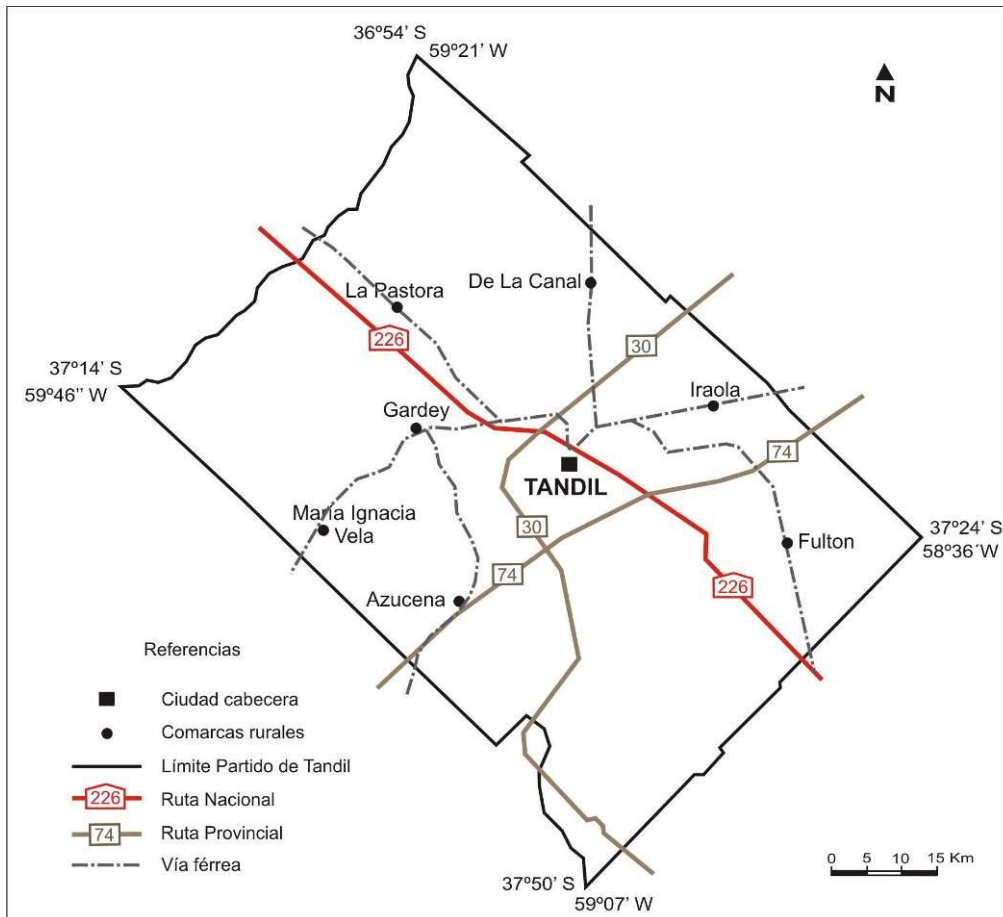 36º54’ S
59º21’ W
N
De La Canal
La Pastora
226
30
37º14’ S
59º46’’ W
Iraola
Gardey
74
TANDIL
María Ignacia
Vela
30
37º24’ S
58º36´W
Fulton
74
226
Azucena
Referencias
Ciudad cabecera
Comarcas rurales
Límite Partido de Tandil
226 Ruta Nacional
74 Ruta Provincial
Vía férrea
0 5 10 15 Km
37º50’ S
59º07’ W